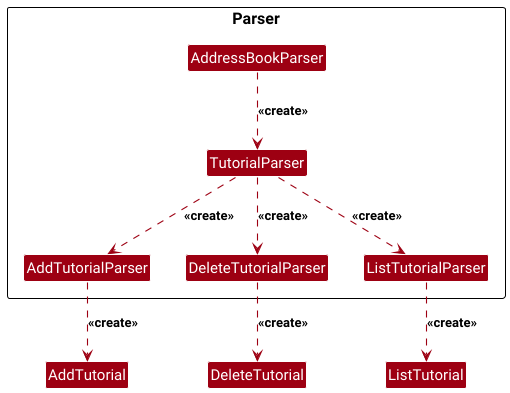 Parser
AddressBookParser
«create»
TutorialParser
«create» «create» «create»
AddTutorialParser DeleteTutorialParser ListTutorialParser
«create» «create» «create»
AddTutorial DeleteTutorial ListTutorial